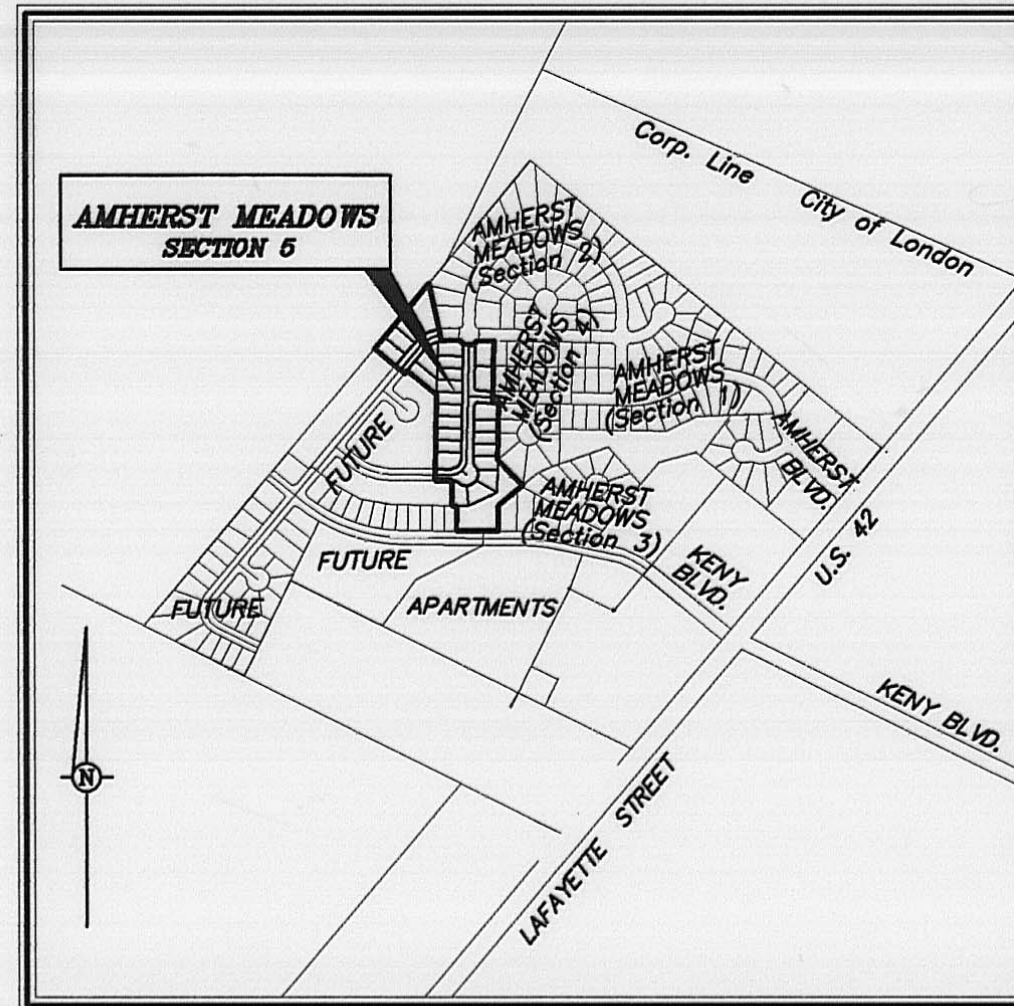 Corp. Line
City of London
AMHERST MEADOWS
SECTION 5
AMHERST
MEADOWS
(Section 2)
AMHERST
MEADOWS
(Section 4)
AMHERST
MEADOWS
(Section 1)
AMHERST
BLVD.
FUTURE
AMHERST
MEADOWS
(Section 3)
U.S. 42
FUTURE
KENY
BLVD.
FUTURE
APARTMENTS
KENY BLVD.
N
LAFAYETTE STREET